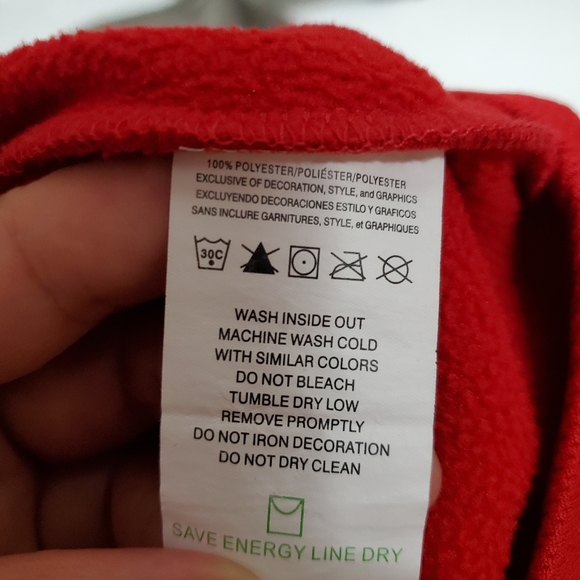 100% POLYESTER/POLIÉSTER/POLYESTER
EXCLUSIVE OF DECORATION, STYLE, and GRAPHICS
EXCLUYENDO DECORACIONES ESTILO Y GRAFICOS
SANS INCLURE GARNITURES, STYLE, et GRAPHIQUES
30C
WASH INSIDE OUT
MACHINE WASH COLD
WITH SIMILAR COLORS
DO NOT BLEACH
TUMBLE DRY LOW
REMOVE PROMPTLY
DO NOT IRON DECORATION
DO NOT DRY CLEAN
SAVE ENERGY LINE DRY